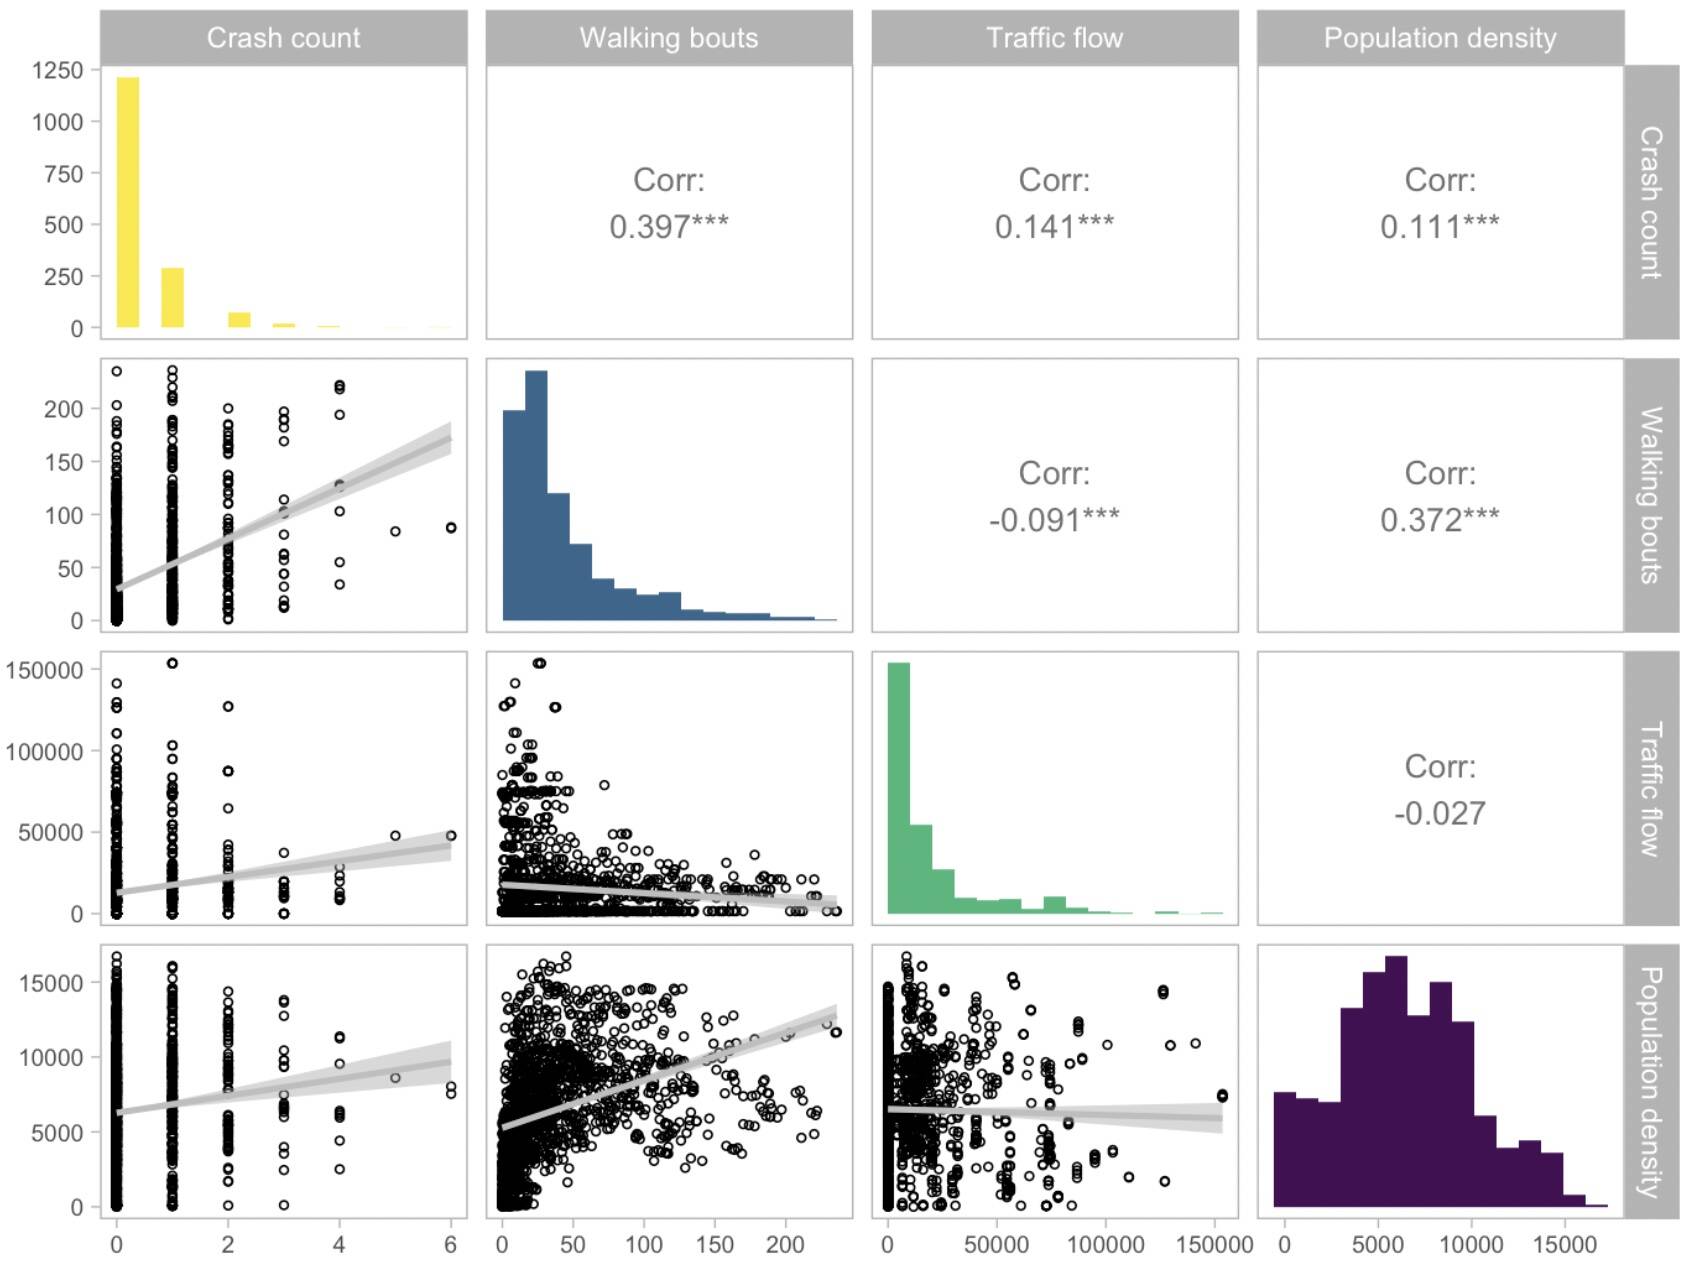 Crash count Walking bouts Traffic flow Population density
1250
1000
750
500
250
0
Corr:
0.397***
Corr:
0.141***
Corr:
0.111***
Crash count
200
150
100
50
0
Corr:
-0.091***
Corr:
0.372***
Walking bouts
150000
100000
50000
0
Corr:
-0.027
Traffic flow
15000
10000
5000
0
Population density
0 2 4 6
0 50 100 150 200
0 50000 100000 150000
0 5000 10000 15000